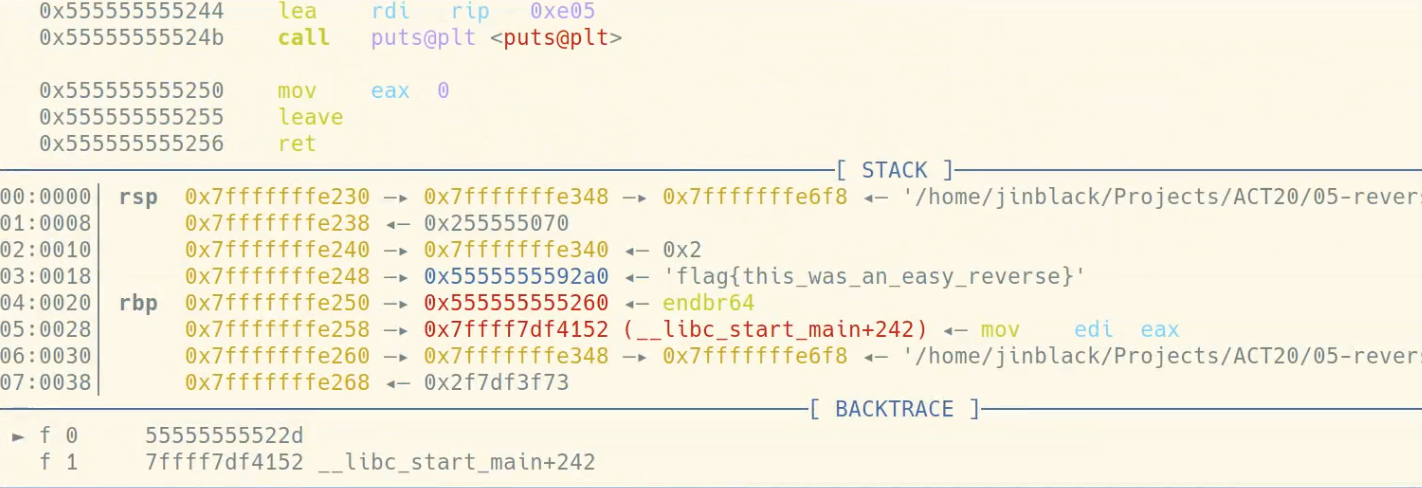 0x555555555244 lea rdi rip 0xe05
0x55555555524b call puts@plt <puts@plt>
0x555555555250 mov eax 0
0x555555555255 leave
0x555555555256 ret
[ STACK ]
00:0000│ rsp 0x7fffffffe230 —▸ 0x7fffffffe348 —▸ 0x7fffffffe6f8 ◂— '/home/jinblack/Projects/ACT20/05-revers
01:0008│ 0x7fffffffe238 ◂— 0x255555070
02:0010│ 0x7fffffffe240 —▸ 0x7fffffffe340 ◂— 0x2
03:0018│ 0x7fffffffe248 —▸ 0x5555555592a0 ◂— 'flag{this_was_an_easy_reverse}'
04:0020│ rbp 0x7fffffffe250 —▸ 0x555555555260 ◂— endbr64
05:0028│ 0x7fffffffe258 —▸ 0x7ffff7df4152 (__libc_start_main+242) ◂— mov edi eax
06:0030│ 0x7fffffffe260 —▸ 0x7fffffffe348 —▸ 0x7fffffffe6f8 ◂— '/home/jinblack/Projects/ACT20/05-revers
07:0038│ 0x7fffffffe268 ◂— 0x2f7df3f73
[ BACKTRACE ]
► f 0 55555555522d
f 1 7ffff7df4152 __libc_start_main+242